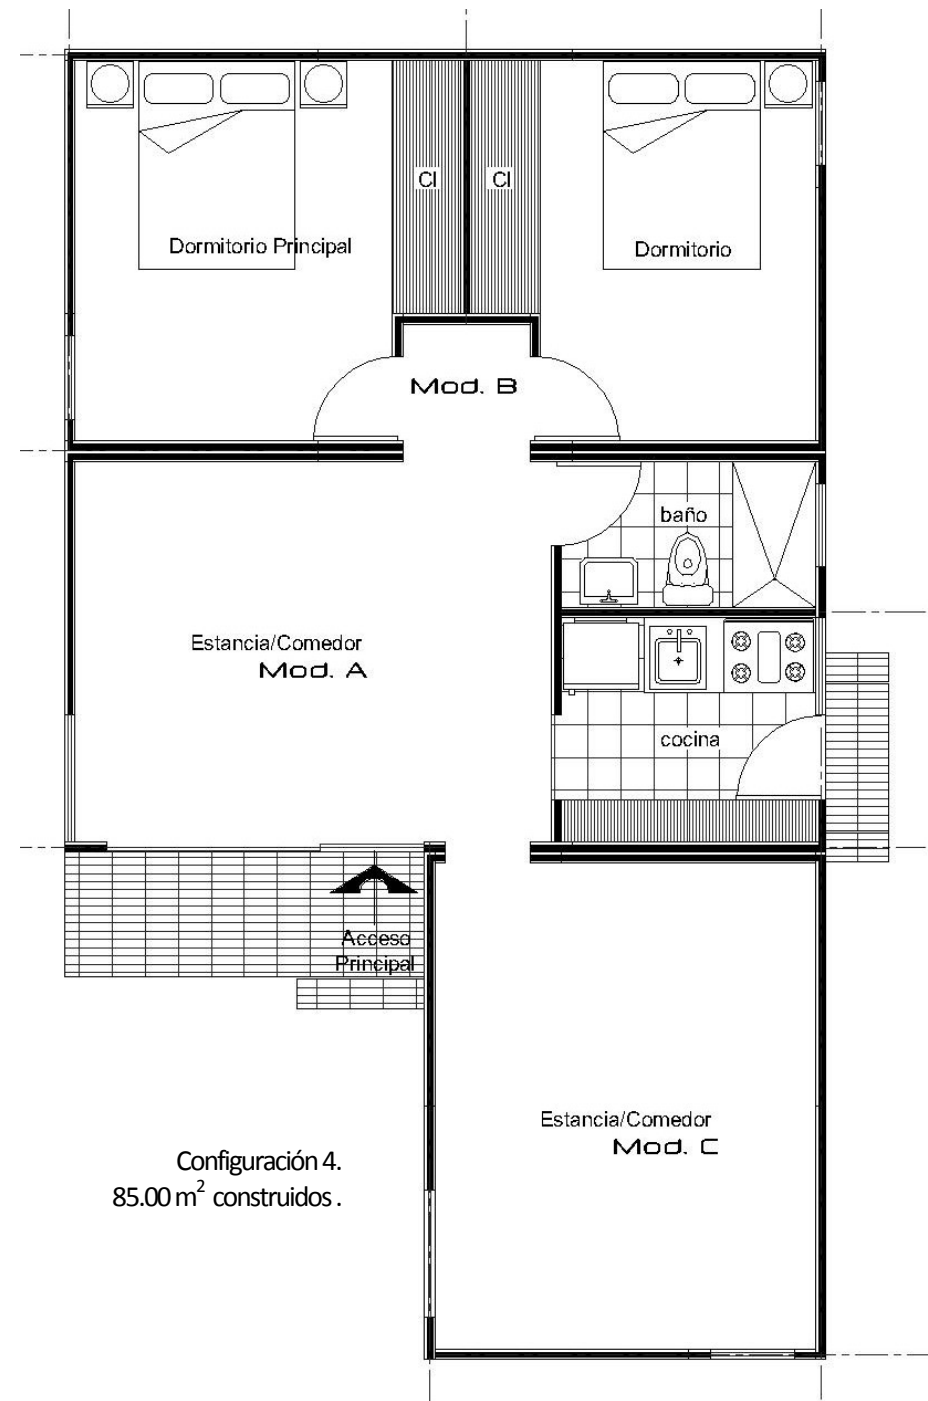 Cl
Cl
Dormitorio Principal
Dormitorio
Mod. B
baño
Estancia/Comedor
Mod. A
cocina
Acceso
Principal
Estancia/Comedor
Mod. C
Configuración 4.
85.00 m² construidos .